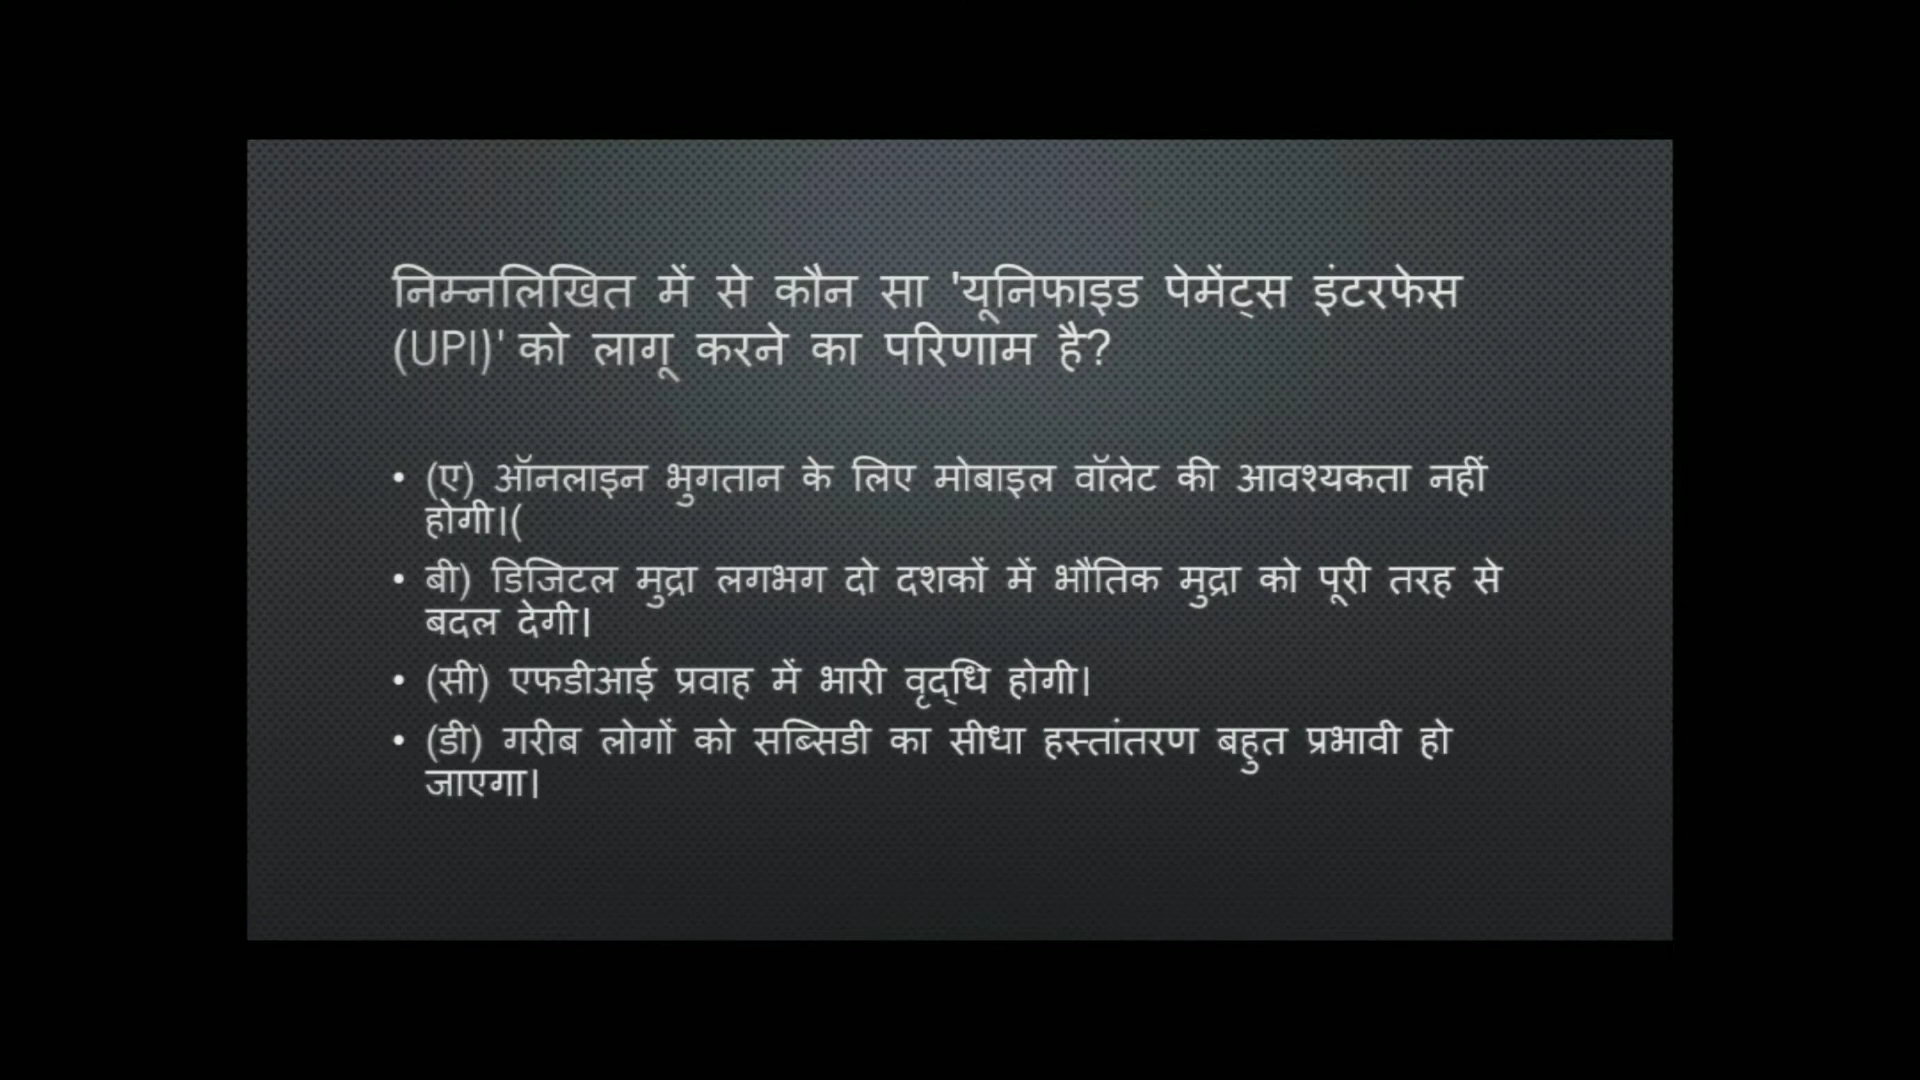 निम्नलिखित में से कौन सा 'यूनिफाइड पेमेंट्स इंटरफेस
(UPI)' को लागू करने का परिणाम है?
• (ए) ऑनलाइन भुगतान के लिए मोबाइल वॉलेट की आवश्यकता नहीं
होगी।(
• बी) डिजिटल मुद्रा लगभग दो दशकों में भौतिक मुद्रा को पूरी तरह से
बदल देगी।
• (सी) एफडीआई प्रवाह में भारी वृद्धि होगी।
• (डी) गरीब लोगों को सब्सिडी का सीधा हस्तांतरण बहुत प्रभावी हो
जाएगा।